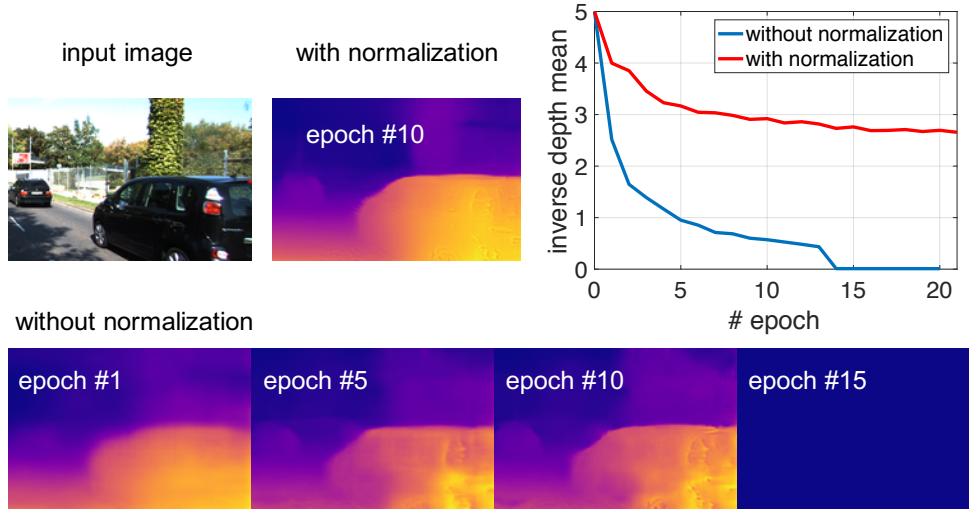 input image
with normalization
epoch #10
without normalization
with normalization
inverse depth mean
5
4
3
2
1
0
0
5
10
15
20
# epoch
without normalization
epoch #1
epoch #5
epoch #10
epoch #15